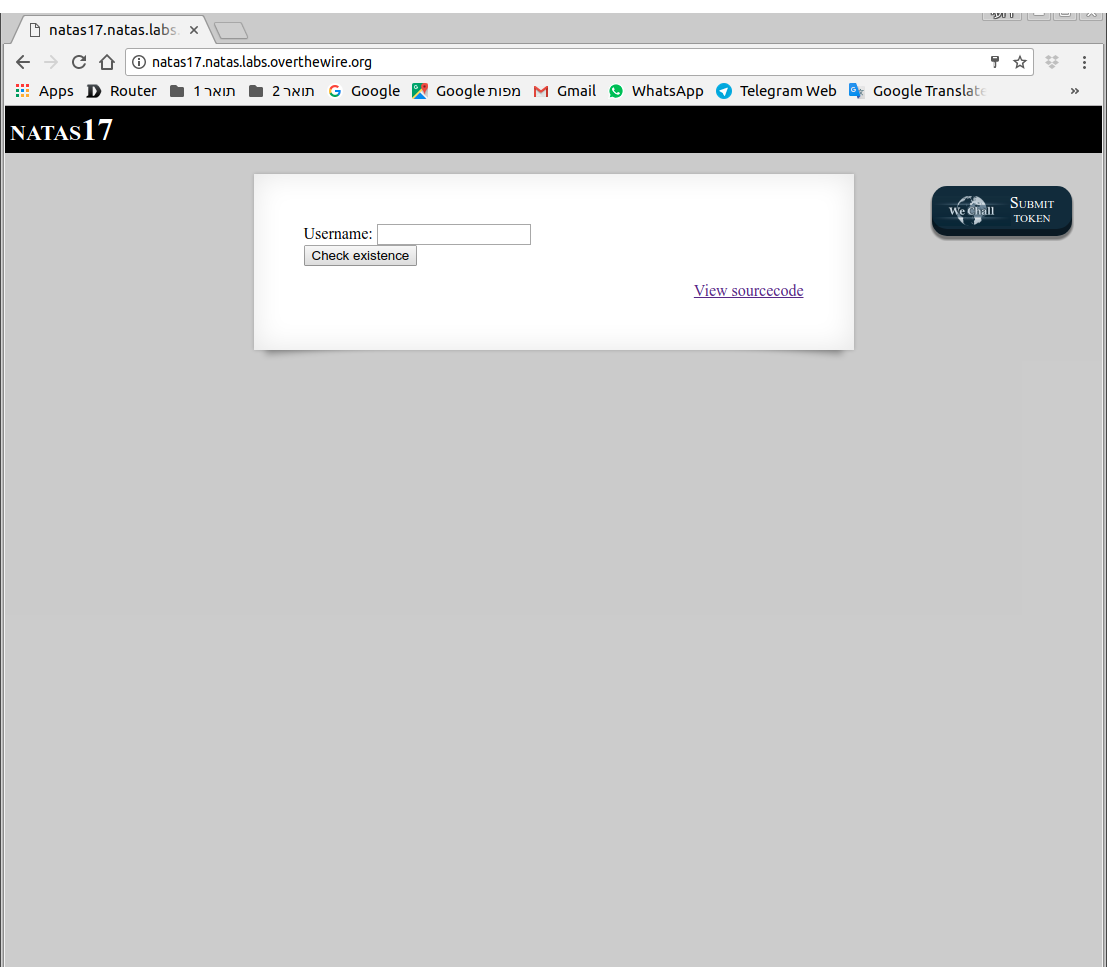 natas17.natas.labs.
natas17.natas.labs.overthewire.org
Apps Router תואר 1 תואר 2 Google Google מפות Gmail WhatsApp Telegram Web Google Translate »
NATAS17
Username:
Check existence
View sourcecode
We Chall
SUBMIT
TOKEN